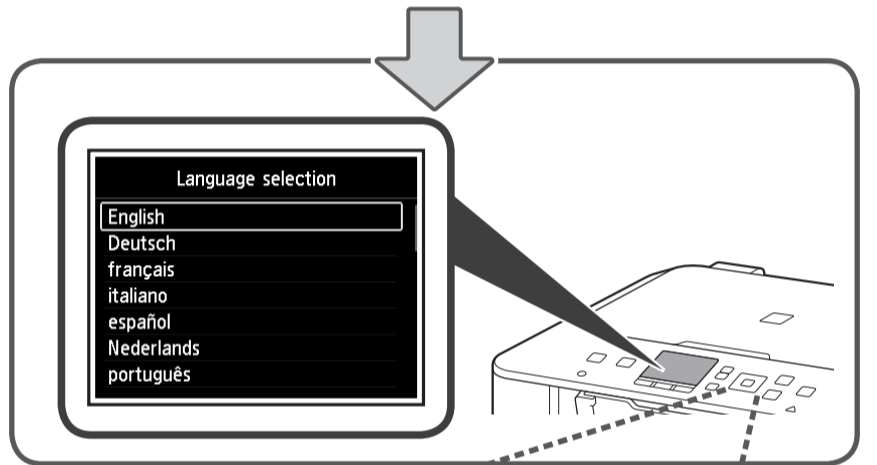 Language selection
English
Deutsch
français
italiano
español
Nederlands
português